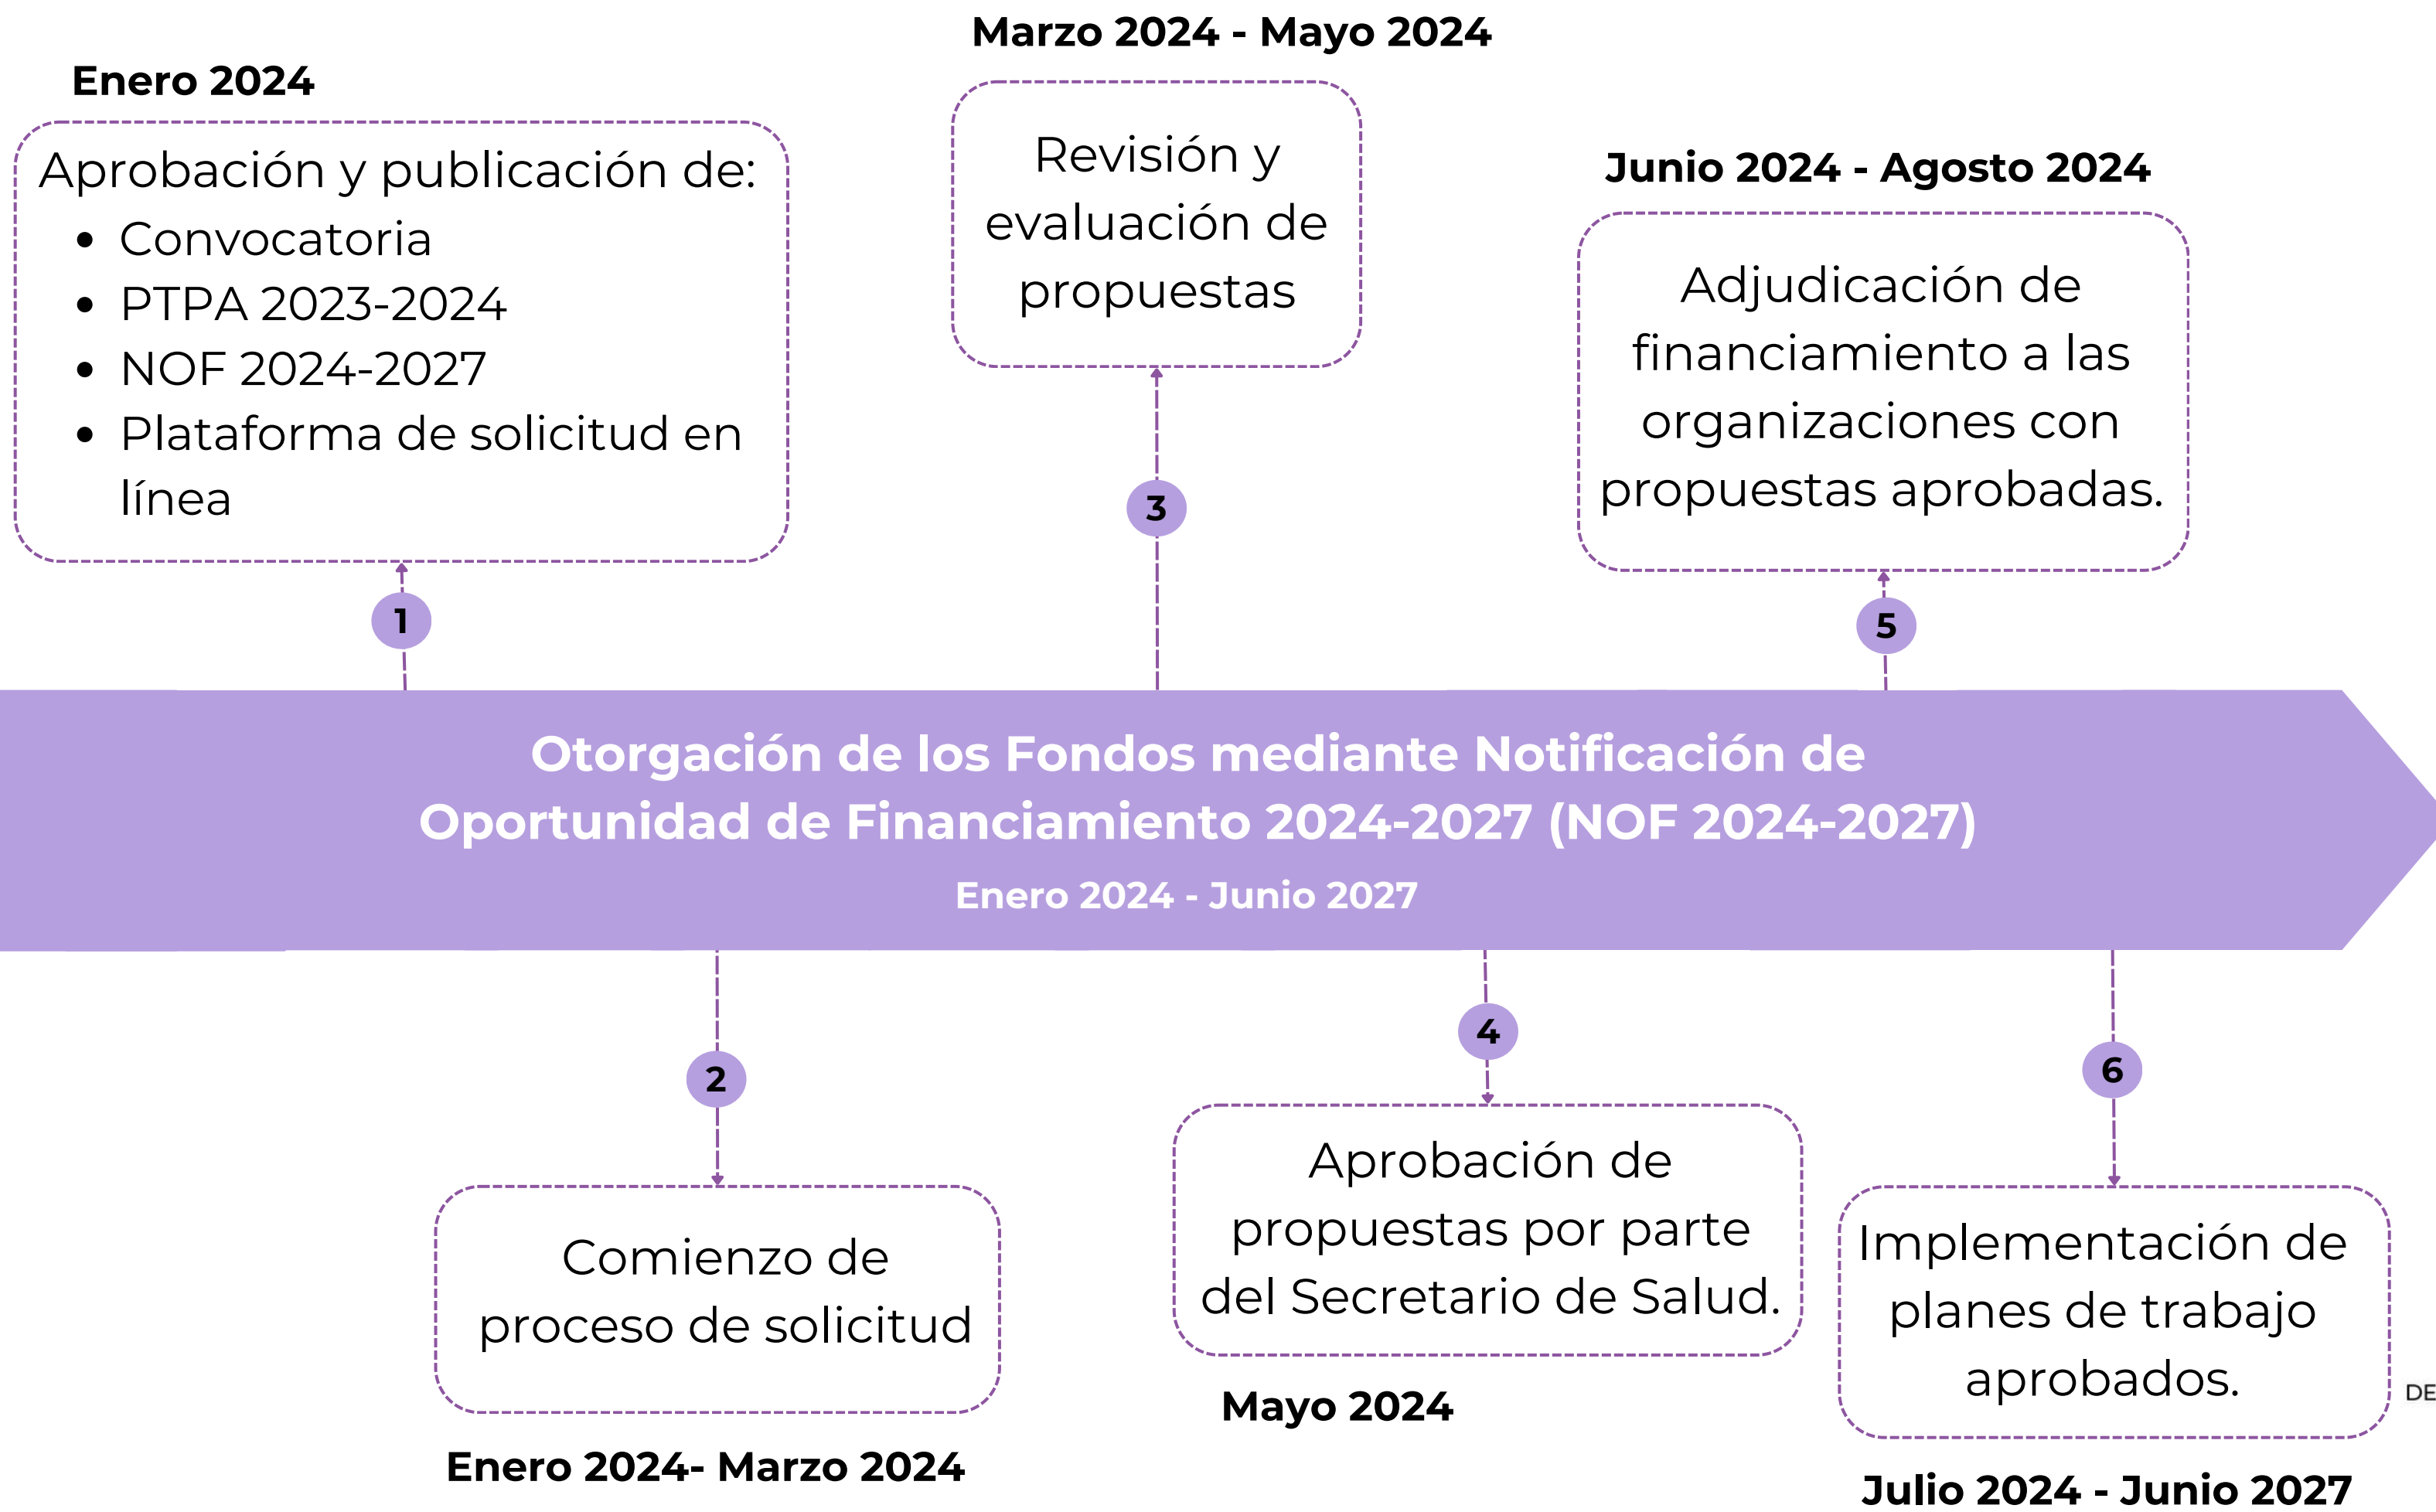 Enero 2024
Aprobación y publicación de:
• Convocatoria
• PTPA 2023-2024
• NOF 2024-2027
• Plataforma de solicitud en
línea
1
Marzo 2024 - Mayo 2024
Revisión y
evaluación de
propuestas
3
Junio 2024 - Agosto 2024
Adjudicación de
financiamiento a las
organizaciones con
propuestas aprobadas.
5
Otorgación de los Fondos mediante Notificación de
Oportunidad de Financiamiento 2024-2027 (NOF 2024-2027)
Enero 2024 - Junio 2027
2
Comienzo de
proceso de solicitud
Enero 2024- Marzo 2024
4
Aprobación de
propuestas por parte
del Secretario de Salud.
Mayo 2024
6
Implementación de
planes de trabajo
aprobados.
Julio 2024 - Junio 2027
DE